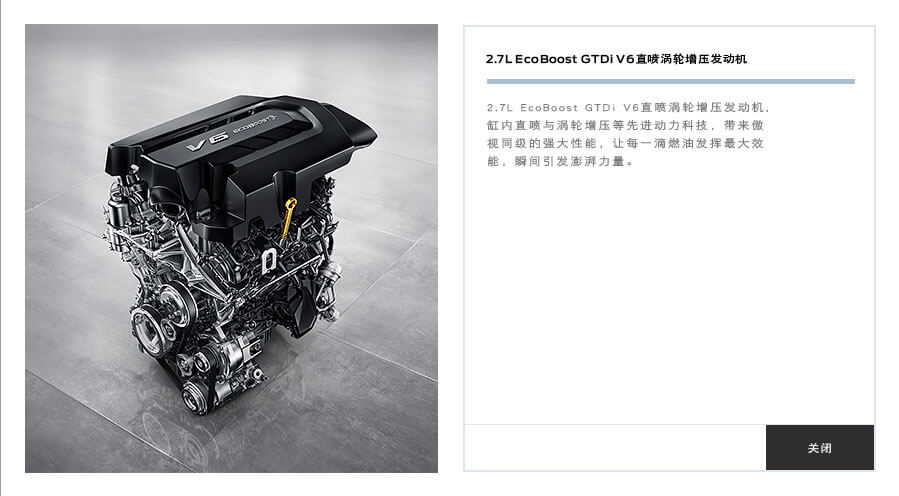 V6 EcoBoost
2.7L EcoBoost GTDi V6直喷涡轮增压发动机
2.7L EcoBoost GTDi V6直喷涡轮增压发动机，
缸内直喷与涡轮增压等先进动力科技，带来傲
视同级的强大性能，让每一滴燃油发挥最大效
能，瞬间引发澎湃力量。
关闭